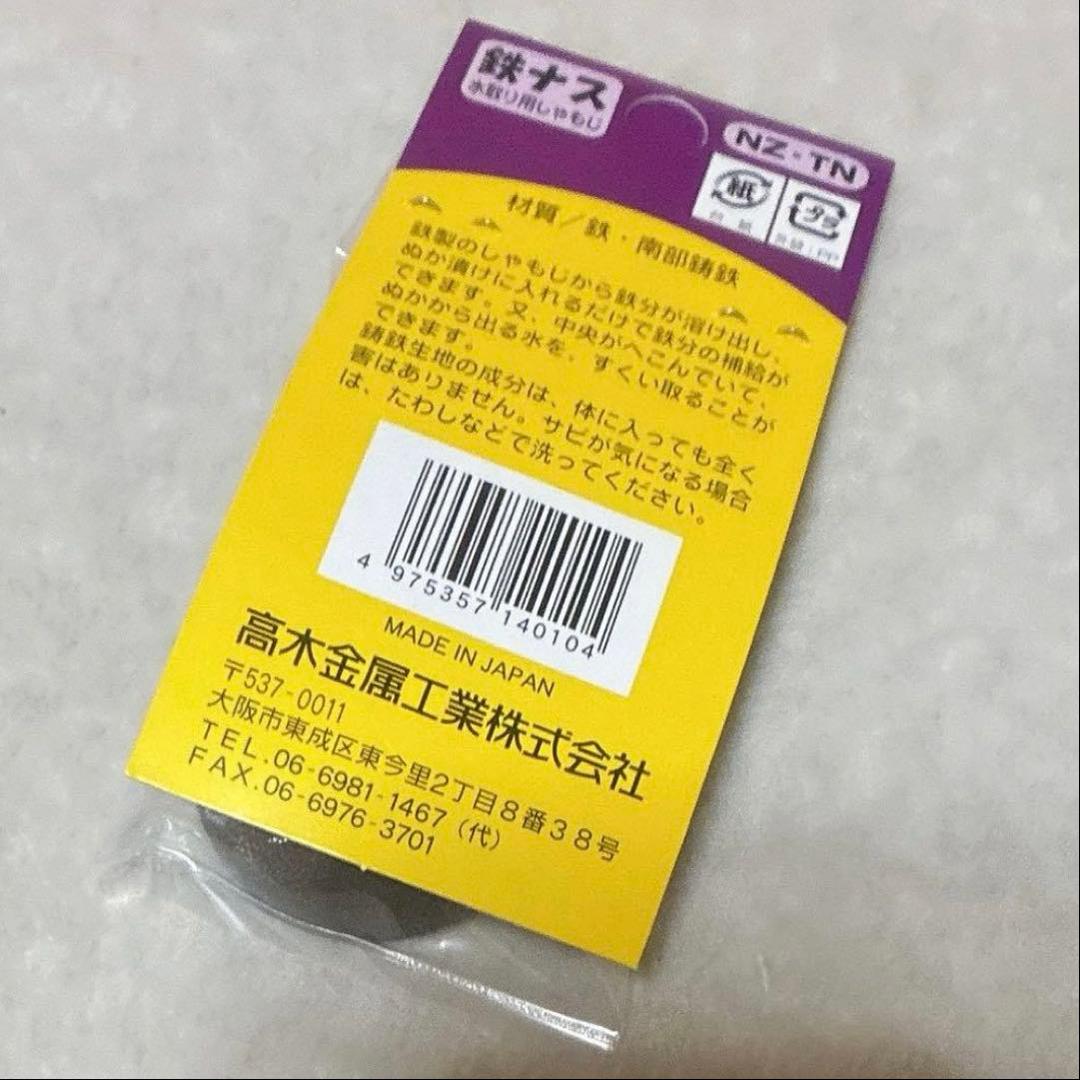 鉄ナス
水取り用しゃもじ
NZ-TN
紙
台紙
プラ
外袋:PP
材質/鉄・南部鋳鉄
鉄製のしゃもじから鉄分が溶け出し、
ぬか漬けに入れるだけで鉄分の補給が
できます。又、中央がへこんでいて、
ぬかから出る水を、すくい取ることが
できます。
鋳鉄生地の成分は、体に入っても全く
害はありません。サビが気になる場合
は、たわしなどで洗ってください。
4 975357 140104
MADE IN JAPAN
高木金属工業株式会社
〒537-0011
大阪市東成区東今里2丁目8番38号
TEL.06-6981-1467(代)
FAX.06-6976-3701